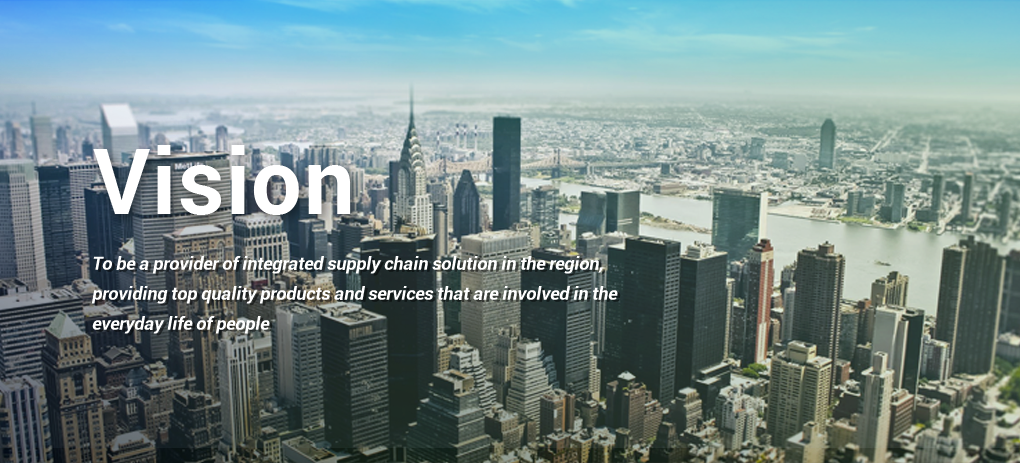 Vision
MetLife
To be a provider of integrated supply chain solution in the region,
providing top quality products and services that are involved in the
everyday life of people